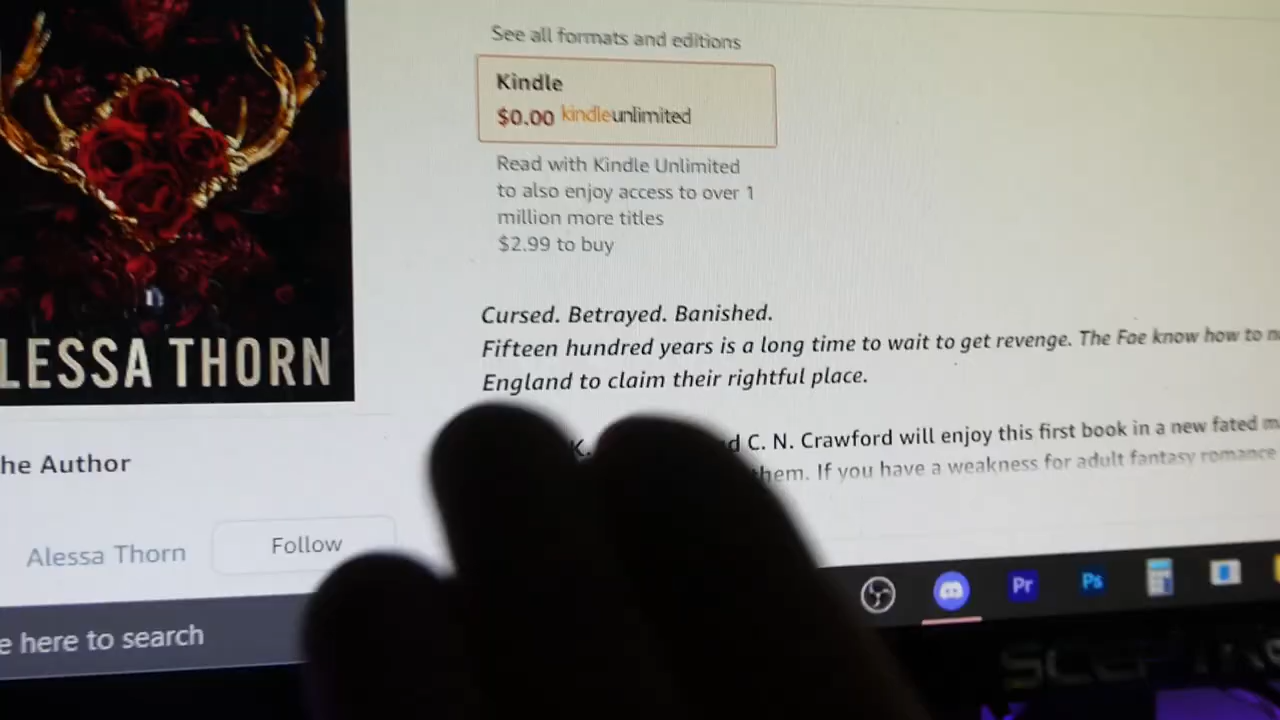 See all formats and editions
Kindle
$0.00 kindleunlimited
Read with Kindle Unlimited
to also enjoy access to over 1
million more titles
$2.99 to buy
Cursed. Betrayed. Banished.
Fifteen hundred years is a long time to wait to get revenge. The Fae know how to
England to claim their rightful place.
K. C. N. Crawford will enjoy this first book in a new fated
them. If you have a weakness for adult fantasy romance
LESSA THORN
he Author
Alessa Thorn
Follow
e here to search
Pr
Ps
SCEPTR